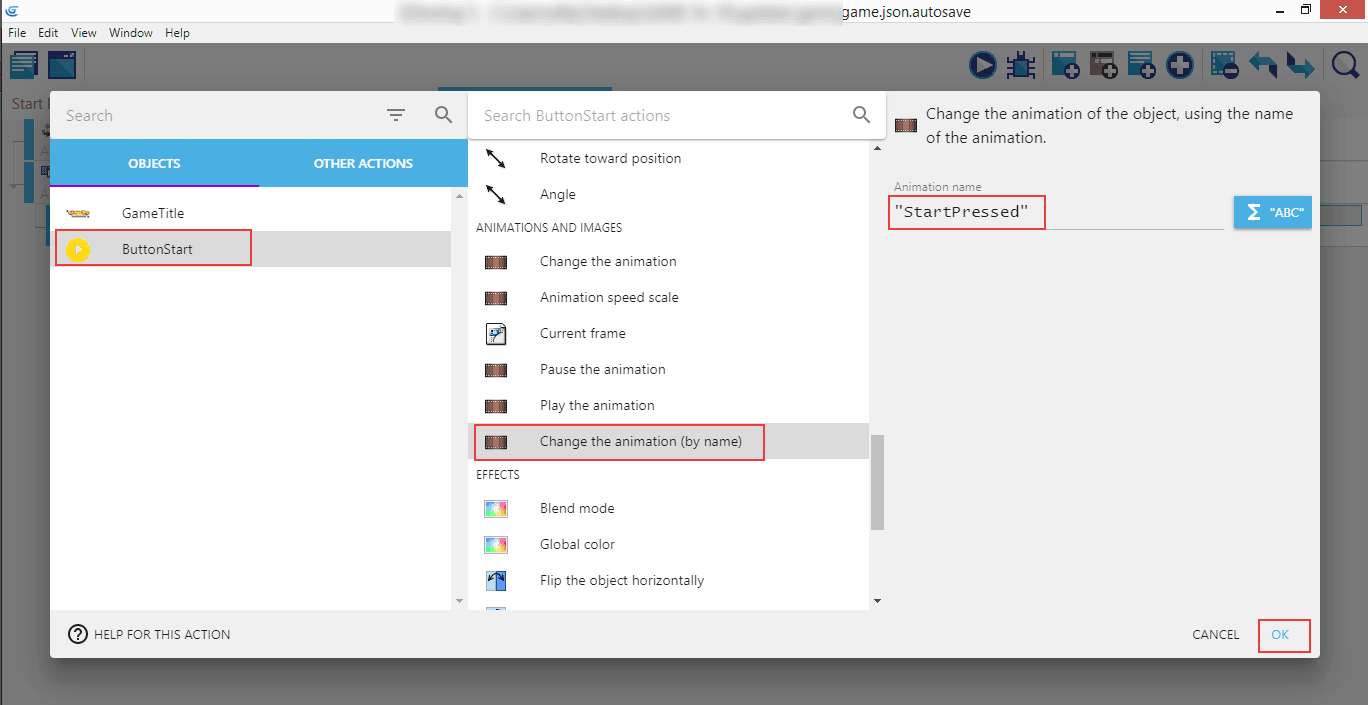 game.json.autosave
File Edit View Window Help
Start
Search
Search ButtonStart actions
Change the animation of the object, using the name
of the animation.
OBJECTS
OTHER ACTIONS
GameTitle
ButtonStart
Rotate toward position
Angle
ANIMATIONS AND IMAGES
Change the animation
Animation speed scale
Current frame
Pause the animation
Play the animation
Change the animation (by name)
EFFECTS
Blend mode
Global color
Flip the object horizontally
Animation name
"StartPressed"
Σ "ABC"
? HELP FOR THIS ACTION
CANCEL
OK